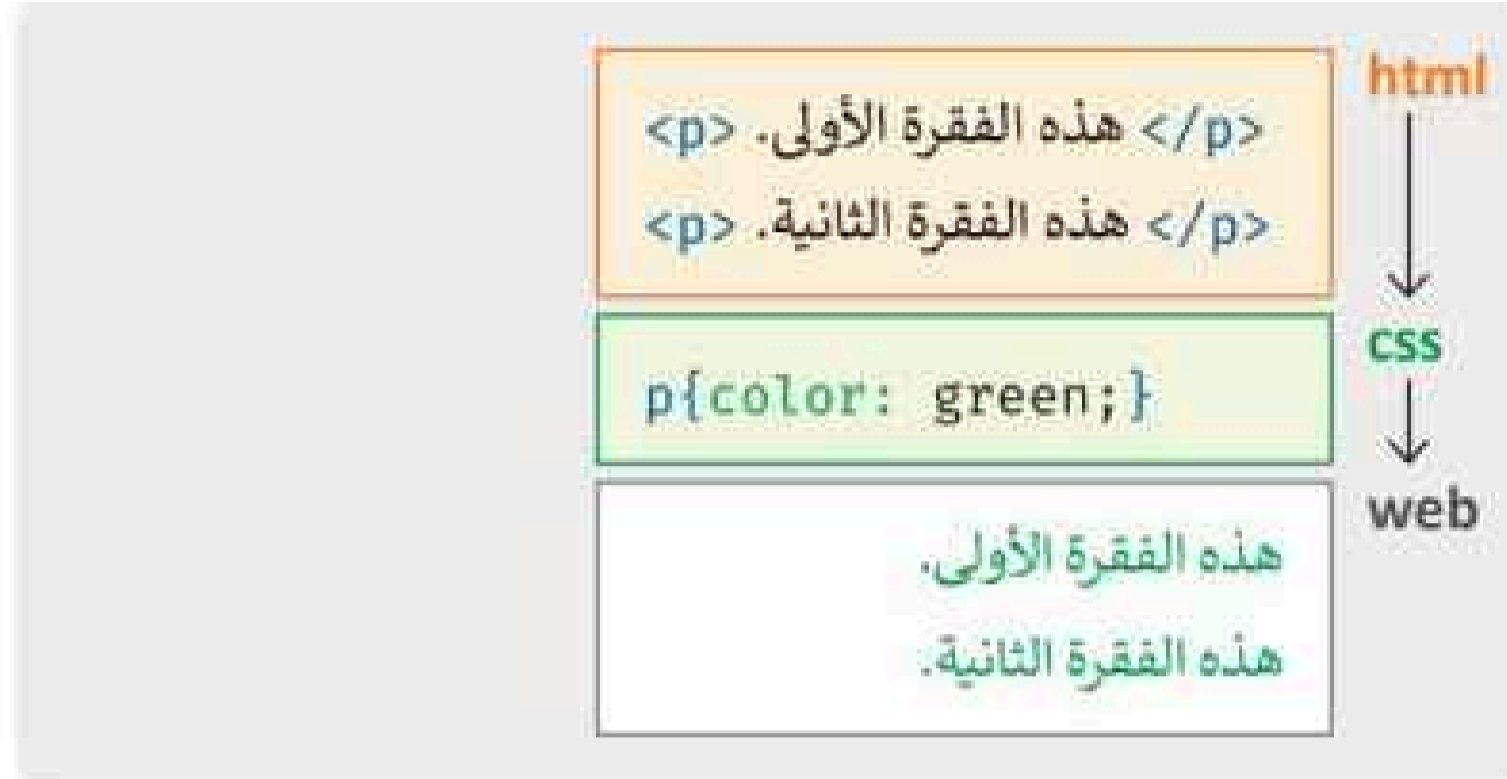 html
<p> هذه الفقرة الأولى. </p>
<p> هذه الفقرة الثانية. </p>
css
p{color: green;}
web
هذه الفقرة الأولى.
هذه الفقرة الثانية.